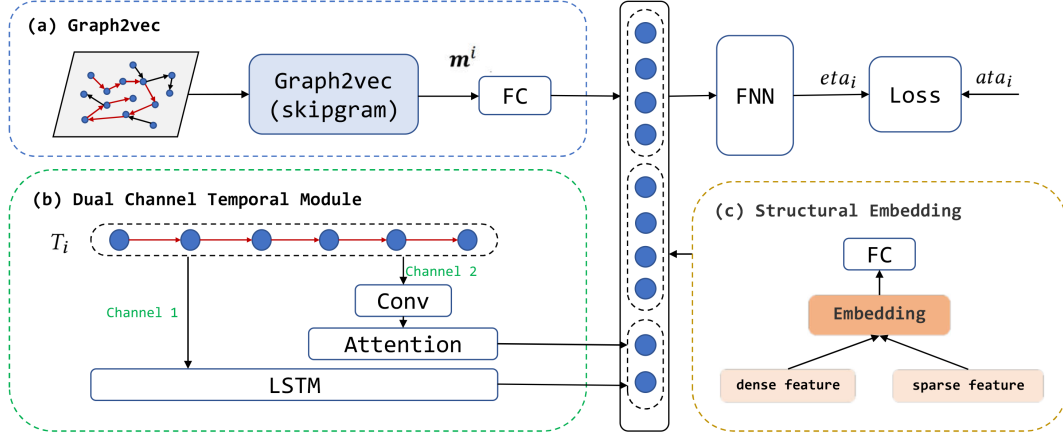 (a) Graph2vec
Graph2vec
(skipgram)
m^i
FC
FNN
eta_i
Loss
ata_i
(b) Dual Channel Temporal Module
T_i
Channel 1
Channel 2
Conv
Attention
LSTM
(c) Structural Embedding
FC
Embedding
dense feature
sparse feature